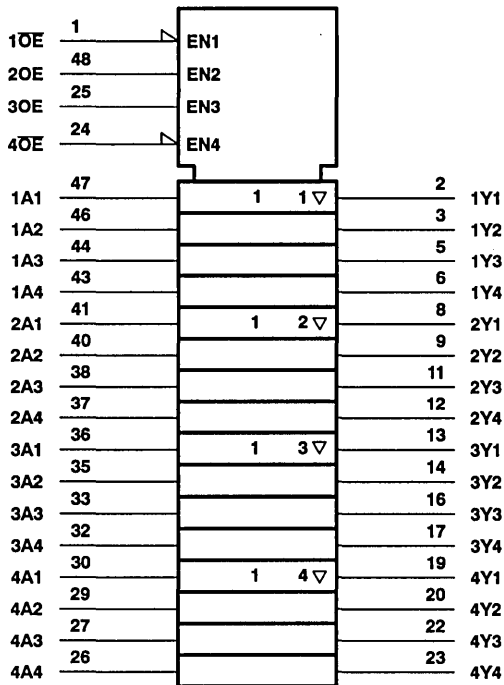 1O̅E̅ 1 EN1
2OE 48 EN2
3OE 25 EN3
4O̅E̅ 24 EN4
1A1 47 1 1 ▽ 2 1Y1
1A2 46 3 1Y2
1A3 44 5 1Y3
1A4 43 6 1Y4
2A1 41 1 2 ▽ 8 2Y1
2A2 40 9 2Y2
2A3 38 11 2Y3
2A4 37 12 2Y4
3A1 36 1 3 ▽ 13 3Y1
3A2 35 14 3Y2
3A3 33 16 3Y3
3A4 32 17 3Y4
4A1 30 1 4 ▽ 19 4Y1
4A2 29 20 4Y2
4A3 27 22 4Y3
4A4 26 23 4Y4